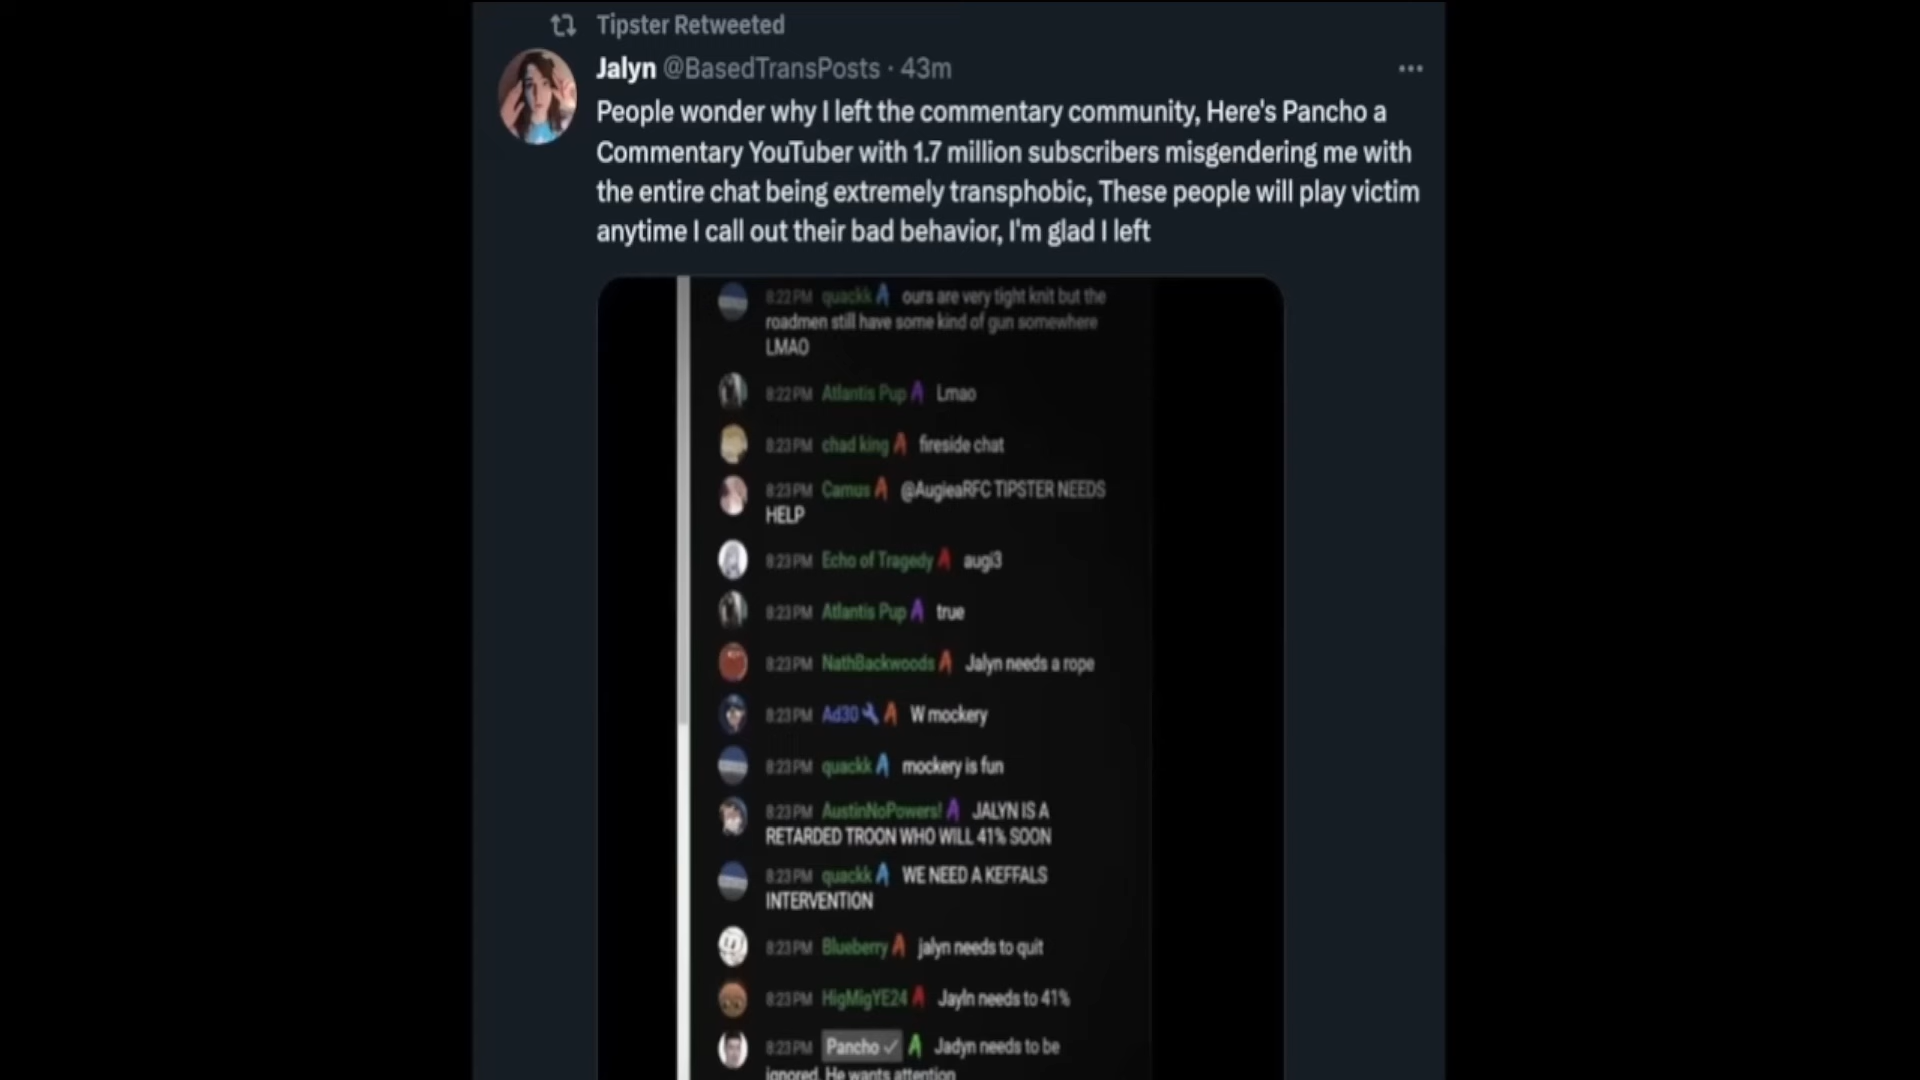 Tipster Retweeted
Jalyn @BasedTransPosts · 43m
People wonder why I left the commentary community, Here's Pancho a
Commentary YouTuber with 1.7 million subscribers misgendering me with
the entire chat being extremely transphobic, These people will play victim
anytime I call out their bad behavior, I'm glad I left
8:22 PM quackk ours are very tight knit but the
roadmen still have some kind of gun somewhere
LMAO
8:22 PM Atlantis Pup Lmao
8:23 PM chad king fireside chat
8:23 PM Camus @AugieaRFC TIPSTER NEEDS
HELP
8:23 PM Echo of Tragedy augi3
8:23 PM Atlantis Pup true
8:23 PM NathBackwoods Jalyn needs a rope
8:23 PM Ad30 W mockery
8:23 PM quackk mockery is fun
8:23 PM AustinNoPowers! JALYN IS A
RETARDED TROON WHO WILL 41% SOON
8:23 PM quackk WE NEED A KEFFALS
INTERVENTION
8:23 PM Blueberry jalyn needs to quit
8:23 PM HigMigYE24 Jayln needs to 41%
8:23 PM Pancho Jadyn needs to be
ignored. He wants attention